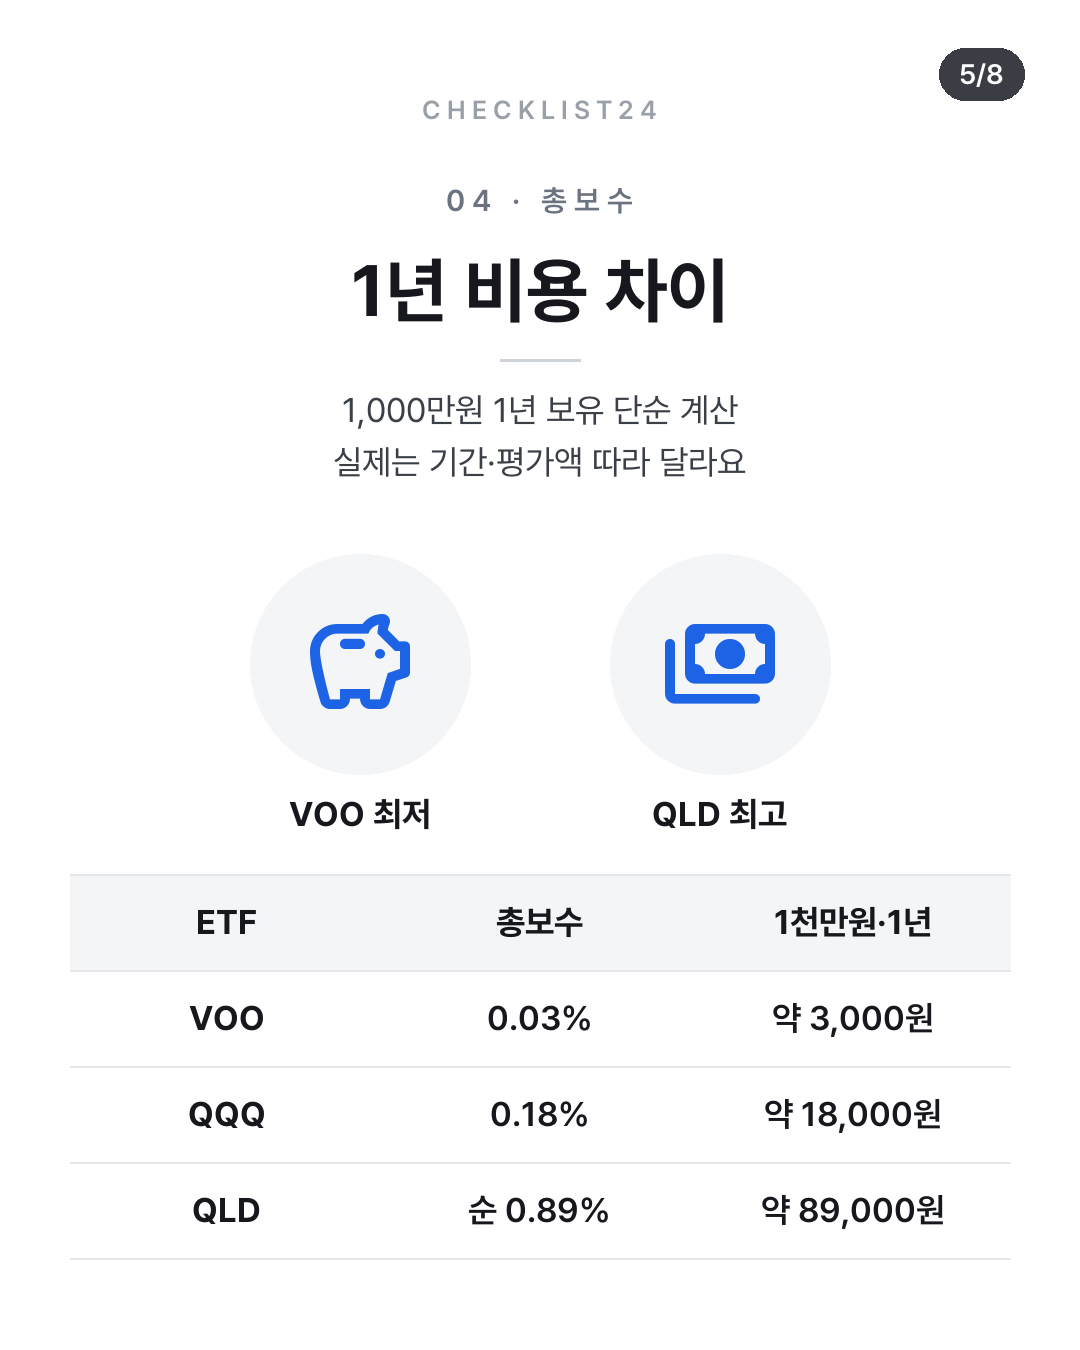 5/8
CHECKLIST24
04 · 총보수
1년 비용 차이
1,000만원 1년 보유 단순 계산
실제는 기간·평가액 따라 달라요
VOO 최저
QLD 최고
ETF 총보수 1천만원·1년
VOO 0.03% 약 3,000원
QQQ 0.18% 약 18,000원
QLD 순 0.89% 약 89,000원